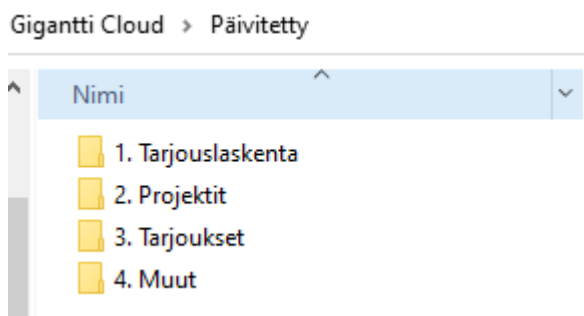 Gigantti Cloud > Päivitetty
Nimi
1. Tarjouslaskenta
2. Projektit
3. Tarjoukset
4. Muut